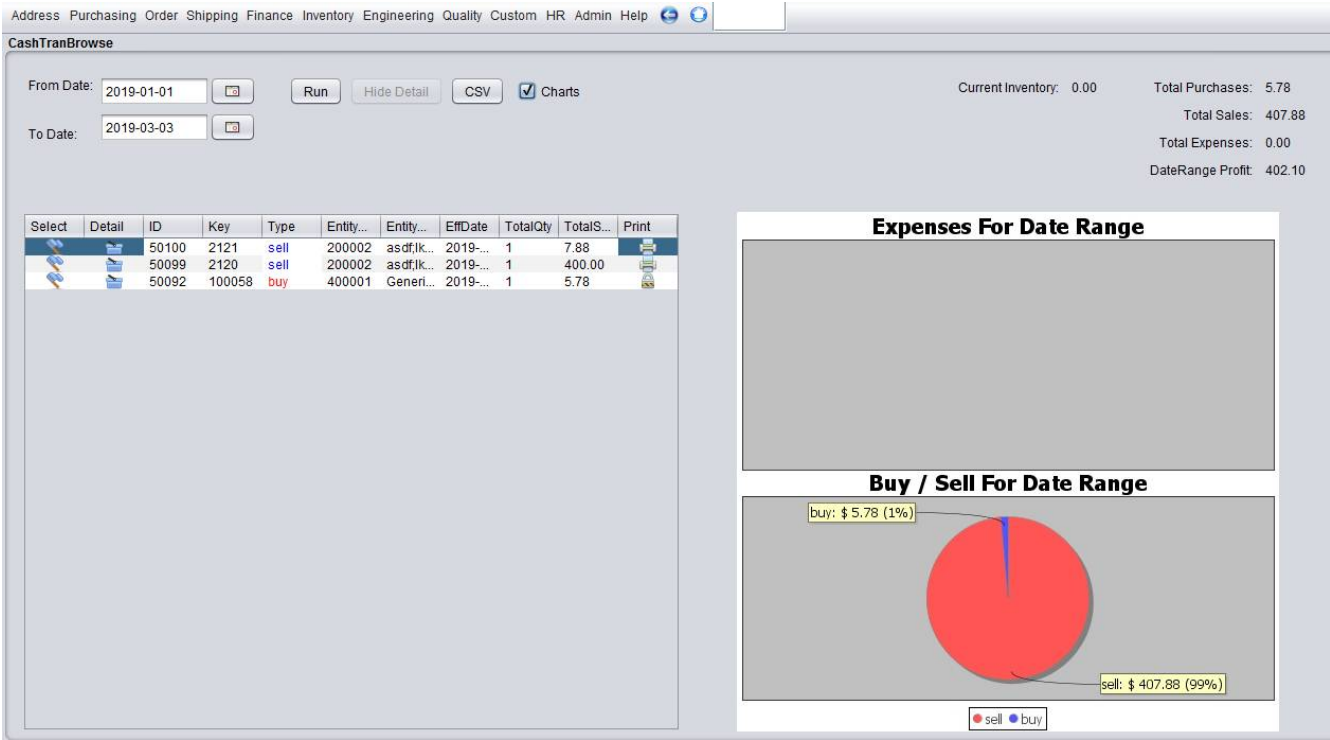 Address Purchasing Order Shipping Finance Inventory Engineering Quality Custom HR Admin Help
CashTranBrowse
From Date: 2019-01-01 Run Hide Detail CSV Charts
To Date: 2019-03-03
Current Inventory: 0.00 Total Purchases: 5.78
Total Sales: 407.88
Total Expenses: 0.00
DateRange Profit: 402.10
Select Detail ID Key Type Entity... Entity... EffDate TotalQty TotalS... Print
50100 2121 sell 200002 asdf;lk... 2019-... 1 7.88
50099 2120 sell 200002 asdf;lk... 2019-... 1 400.00
50092 100058 buy 400001 Generi... 2019-... 1 5.78
Expenses For Date Range
Buy / Sell For Date Range
buy: $ 5.78 (1%)
sell: $ 407.88 (99%)
sell buy